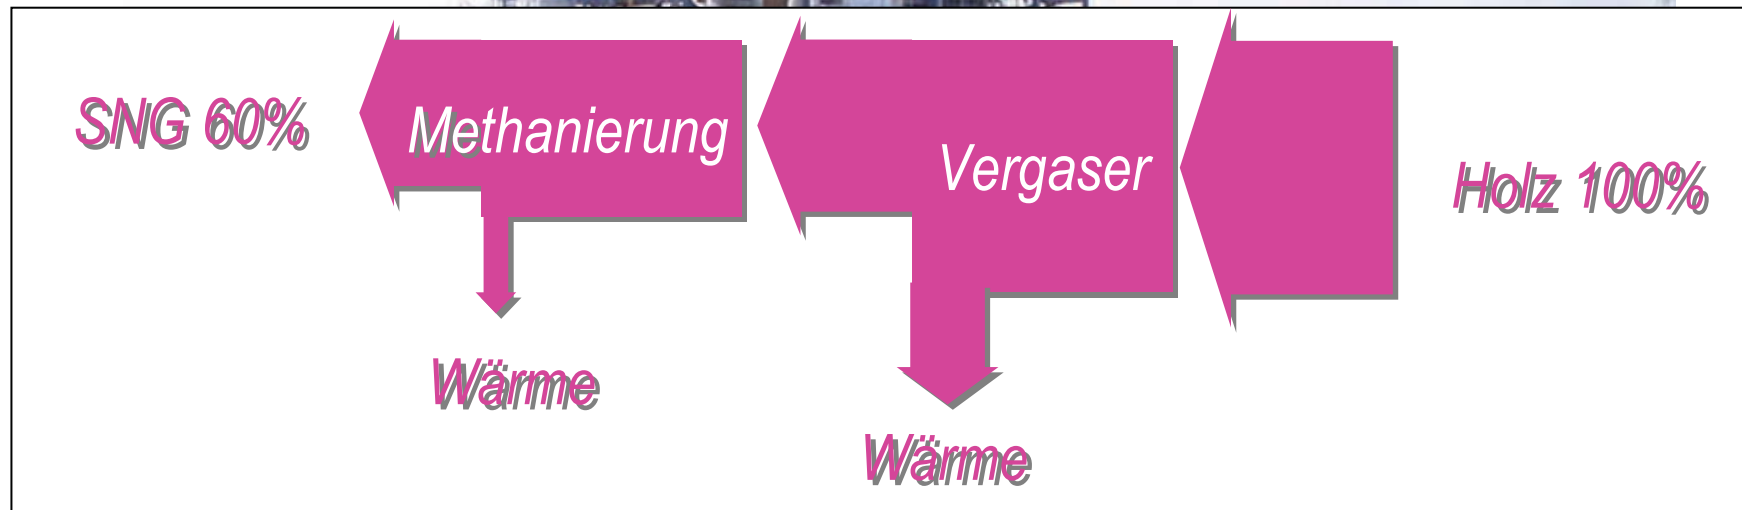 SNG 60%
Methanierung
Vergaser
Holz 100%
Wärme
Wärme